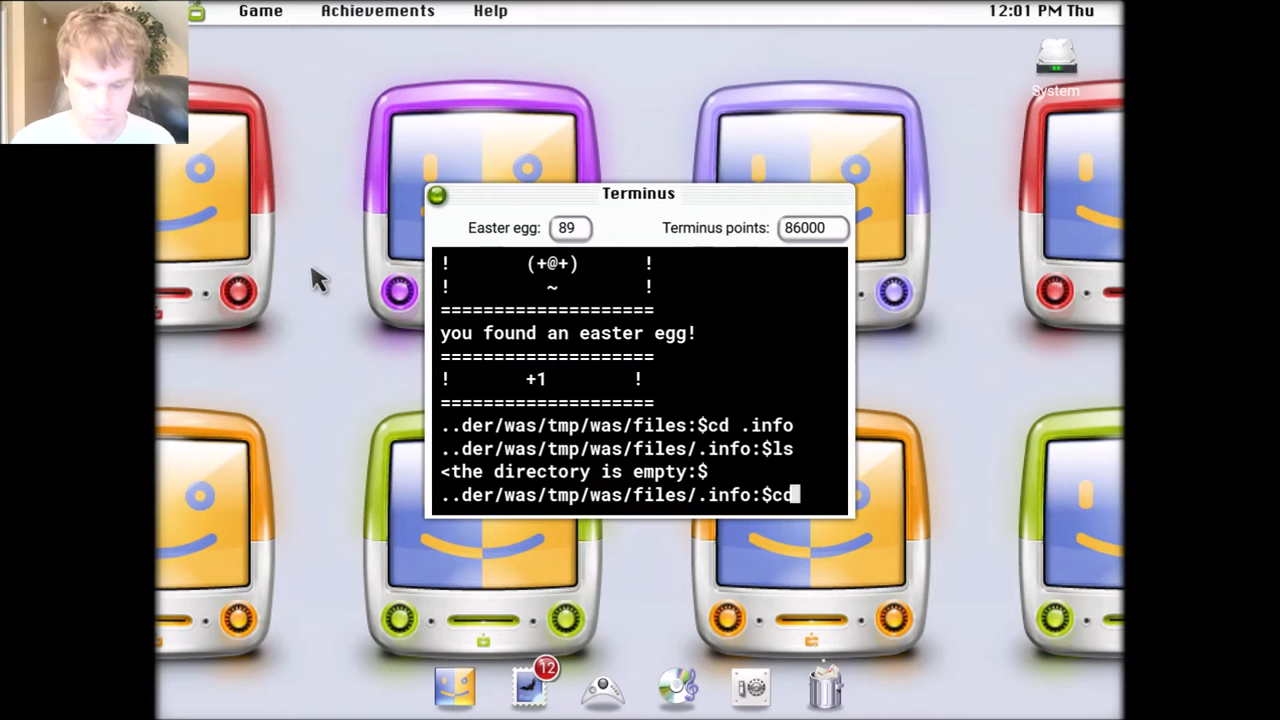 Game Achievements Help 12:01 PM Thu
System
Terminus
Easter egg: 89 Terminus points: 86000
! (+@+) !
! ~ !
====================
you found an easter egg!
====================
! +1 !
====================
..der/was/tmp/was/files:$cd .info
..der/was/tmp/was/files/.info:$ls
<the directory is empty:$
..der/was/tmp/was/files/.info:$cd
12